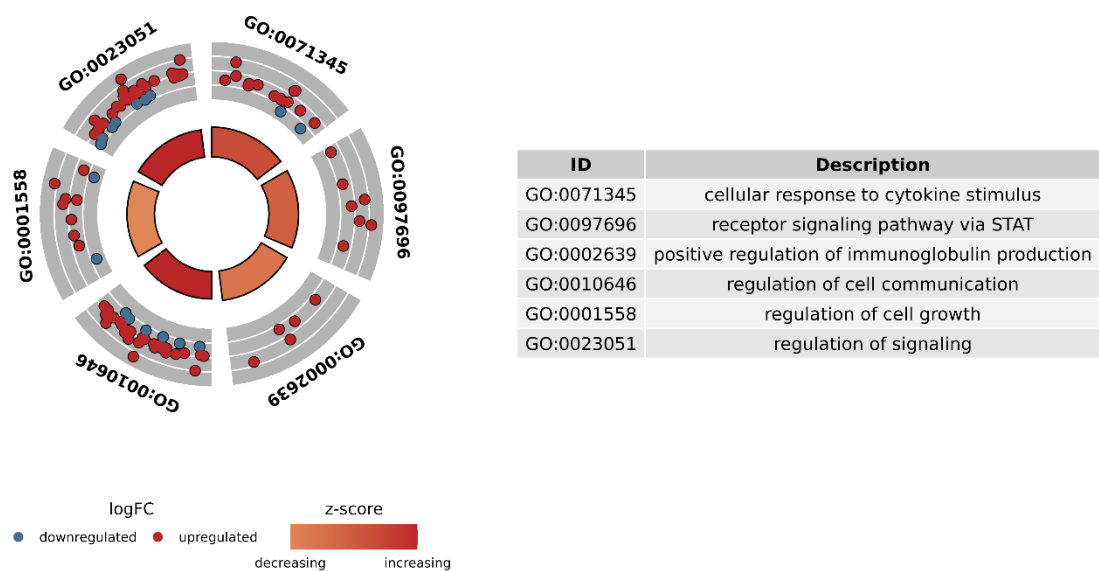 GO:0023051
GO:0071345
GO:0097696
GO:0002639
GO:0010646
GO:0001558
ID Description
GO:0071345 cellular response to cytokine stimulus
GO:0097696 receptor signaling pathway via STAT
GO:0002639 positive regulation of immunoglobulin production
GO:0010646 regulation of cell communication
GO:0001558 regulation of cell growth
GO:0023051 regulation of signaling
logFC
downregulated upregulated
z-score
decreasing increasing